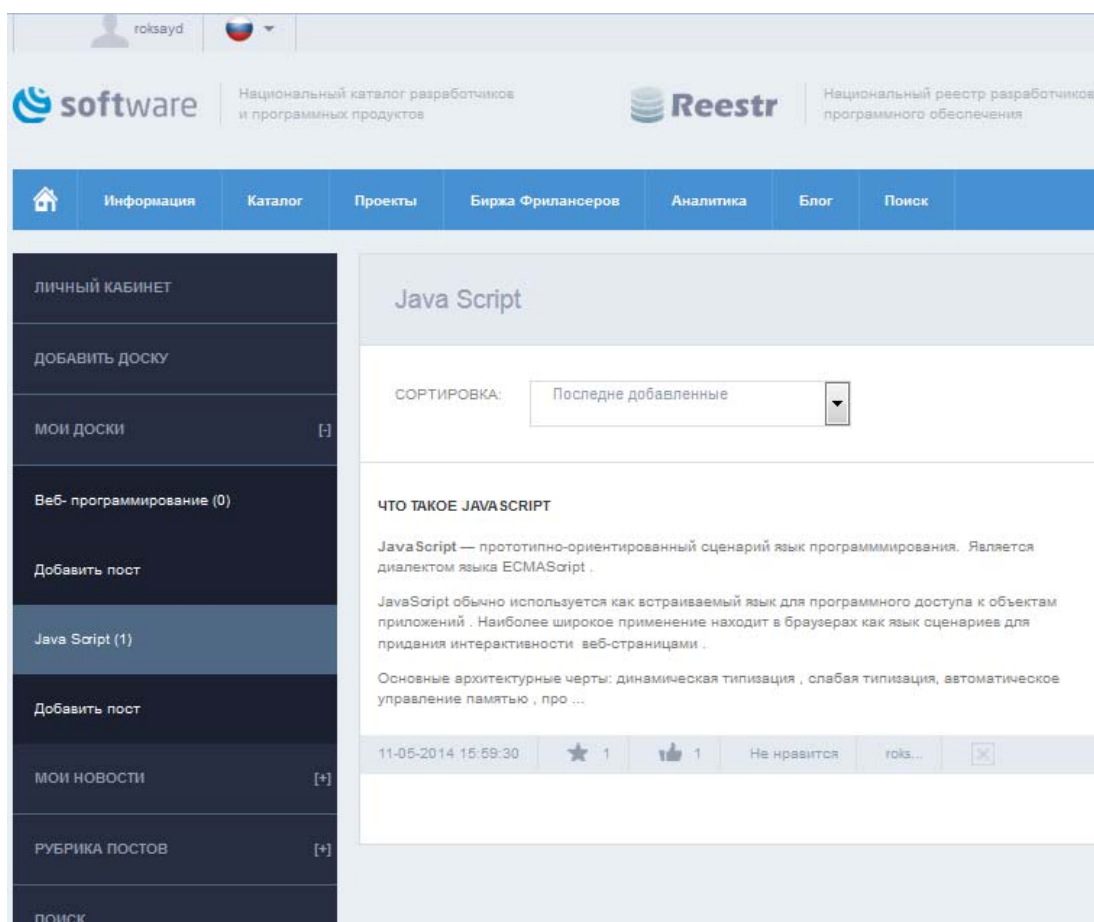 roksayd
software
Национальный каталог разработчиков
и программных продуктов
Reestr
Национальный реестр разработчиков
программного обеспечения
Информация
Каталог
Проекты
Биржа Фрилансеров
Аналитика
Блог
Поиск
ЛИЧНЫЙ КАБИНЕТ
ДОБАВИТЬ ДОСКУ
МОИ ДОСКИ [-]
Веб- программирование (0)
Добавить пост
Java Script (1)
Добавить пост
МОИ НОВОСТИ [+]
РУБРИКА ПОСТОВ [+]
ПОИСК
Java Script
СОРТИРОВКА: Последне добавленные
ЧТО ТАКОЕ JAVASCRIPT
JavaScript — прототипно-ориентированный сценарий язык программмирования. Является
диалектом языка ECMAScript .
JavaScript обычно используется как встраиваемый язык для программного доступа к объектам
приложений . Наиболее широкое применение находит в браузерах как язык сценариев для
придания интерактивности веб-страницами .
Основные архитектурные черты: динамическая типизация , слабая типизация, автоматическое
управление памятью , про ...
11-05-2014 15:59:30 1 1 Не нравится roks...